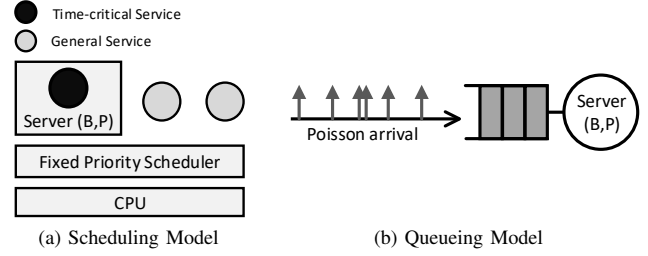 Time-critical Service
General Service
Server (B,P)
Fixed Priority Scheduler
CPU
(a) Scheduling Model
Poisson arrival
Server
(B,P)
(b) Queueing Model